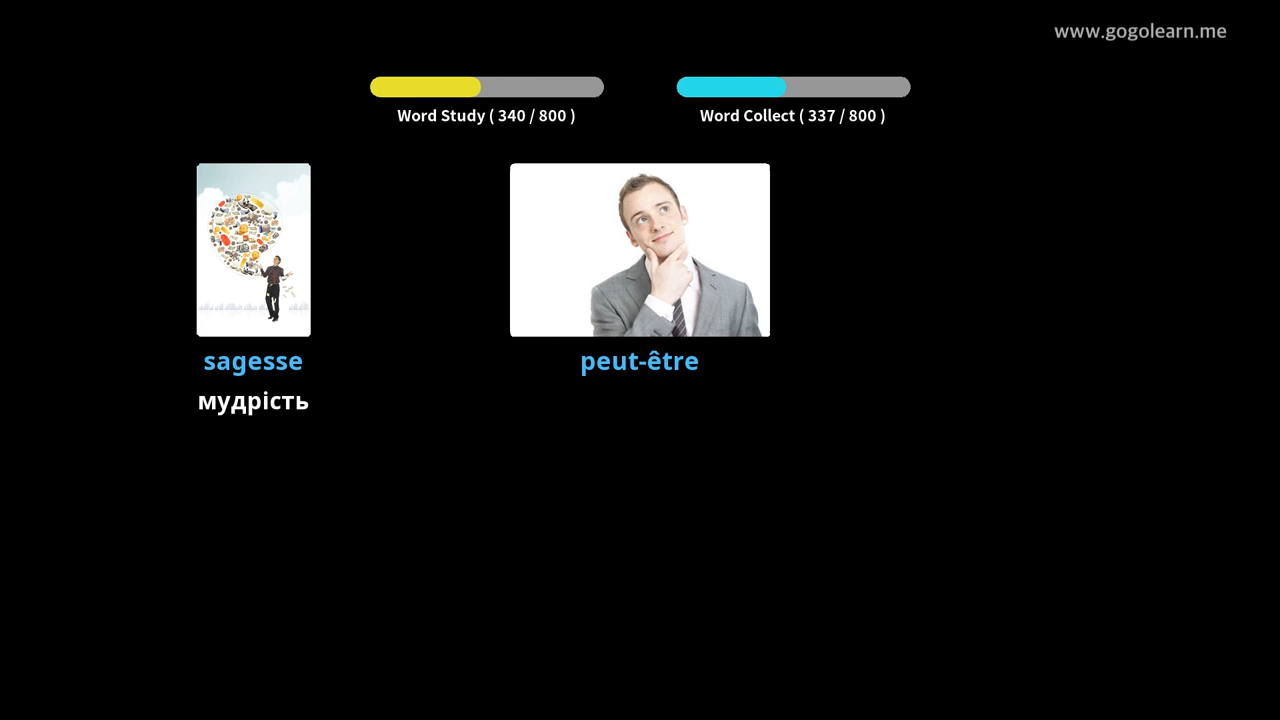 www.gogolearn.me
Word Study ( 340 / 800 )
Word Collect ( 337 / 800 )
sagesse
peut-être
мудрість